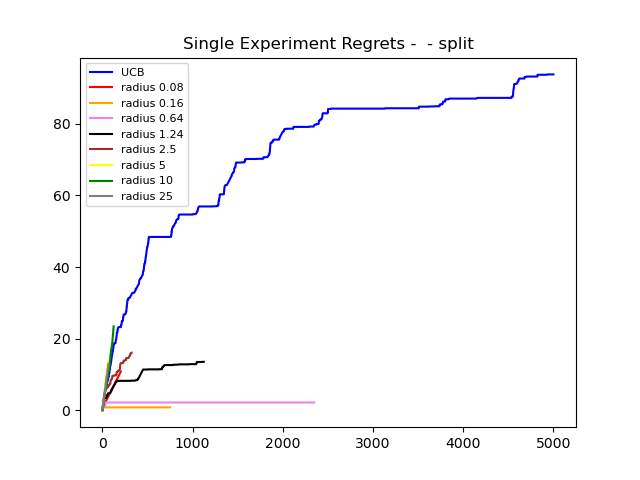 Single Experiment Regrets -  - split
UCB
radius 0.08
radius 0.16
radius 0.64
radius 1.24
radius 2.5
radius 5
radius 10
radius 25
80
60
40
20
0
0 1000 2000 3000 4000 5000